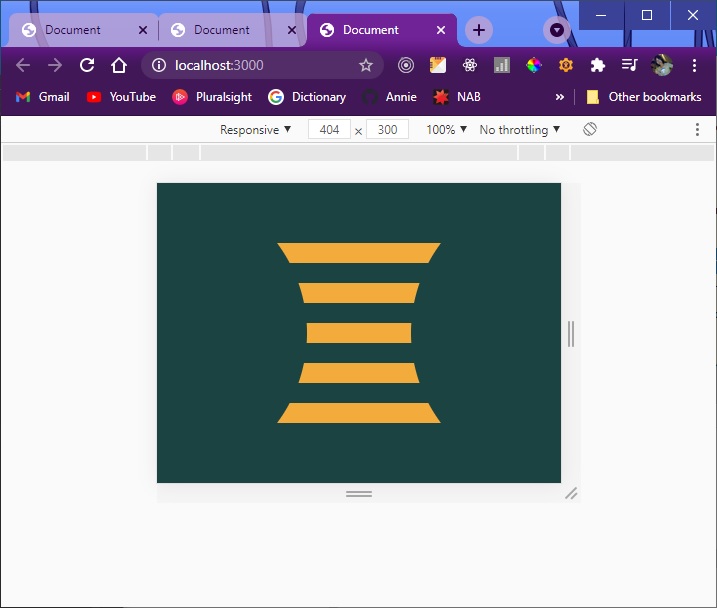 Document Document Document
localhost:3000
Gmail YouTube Pluralsight Dictionary Annie NAB » Other bookmarks
Responsive ▼ 404 × 300 100% ▼ No throttling ▼